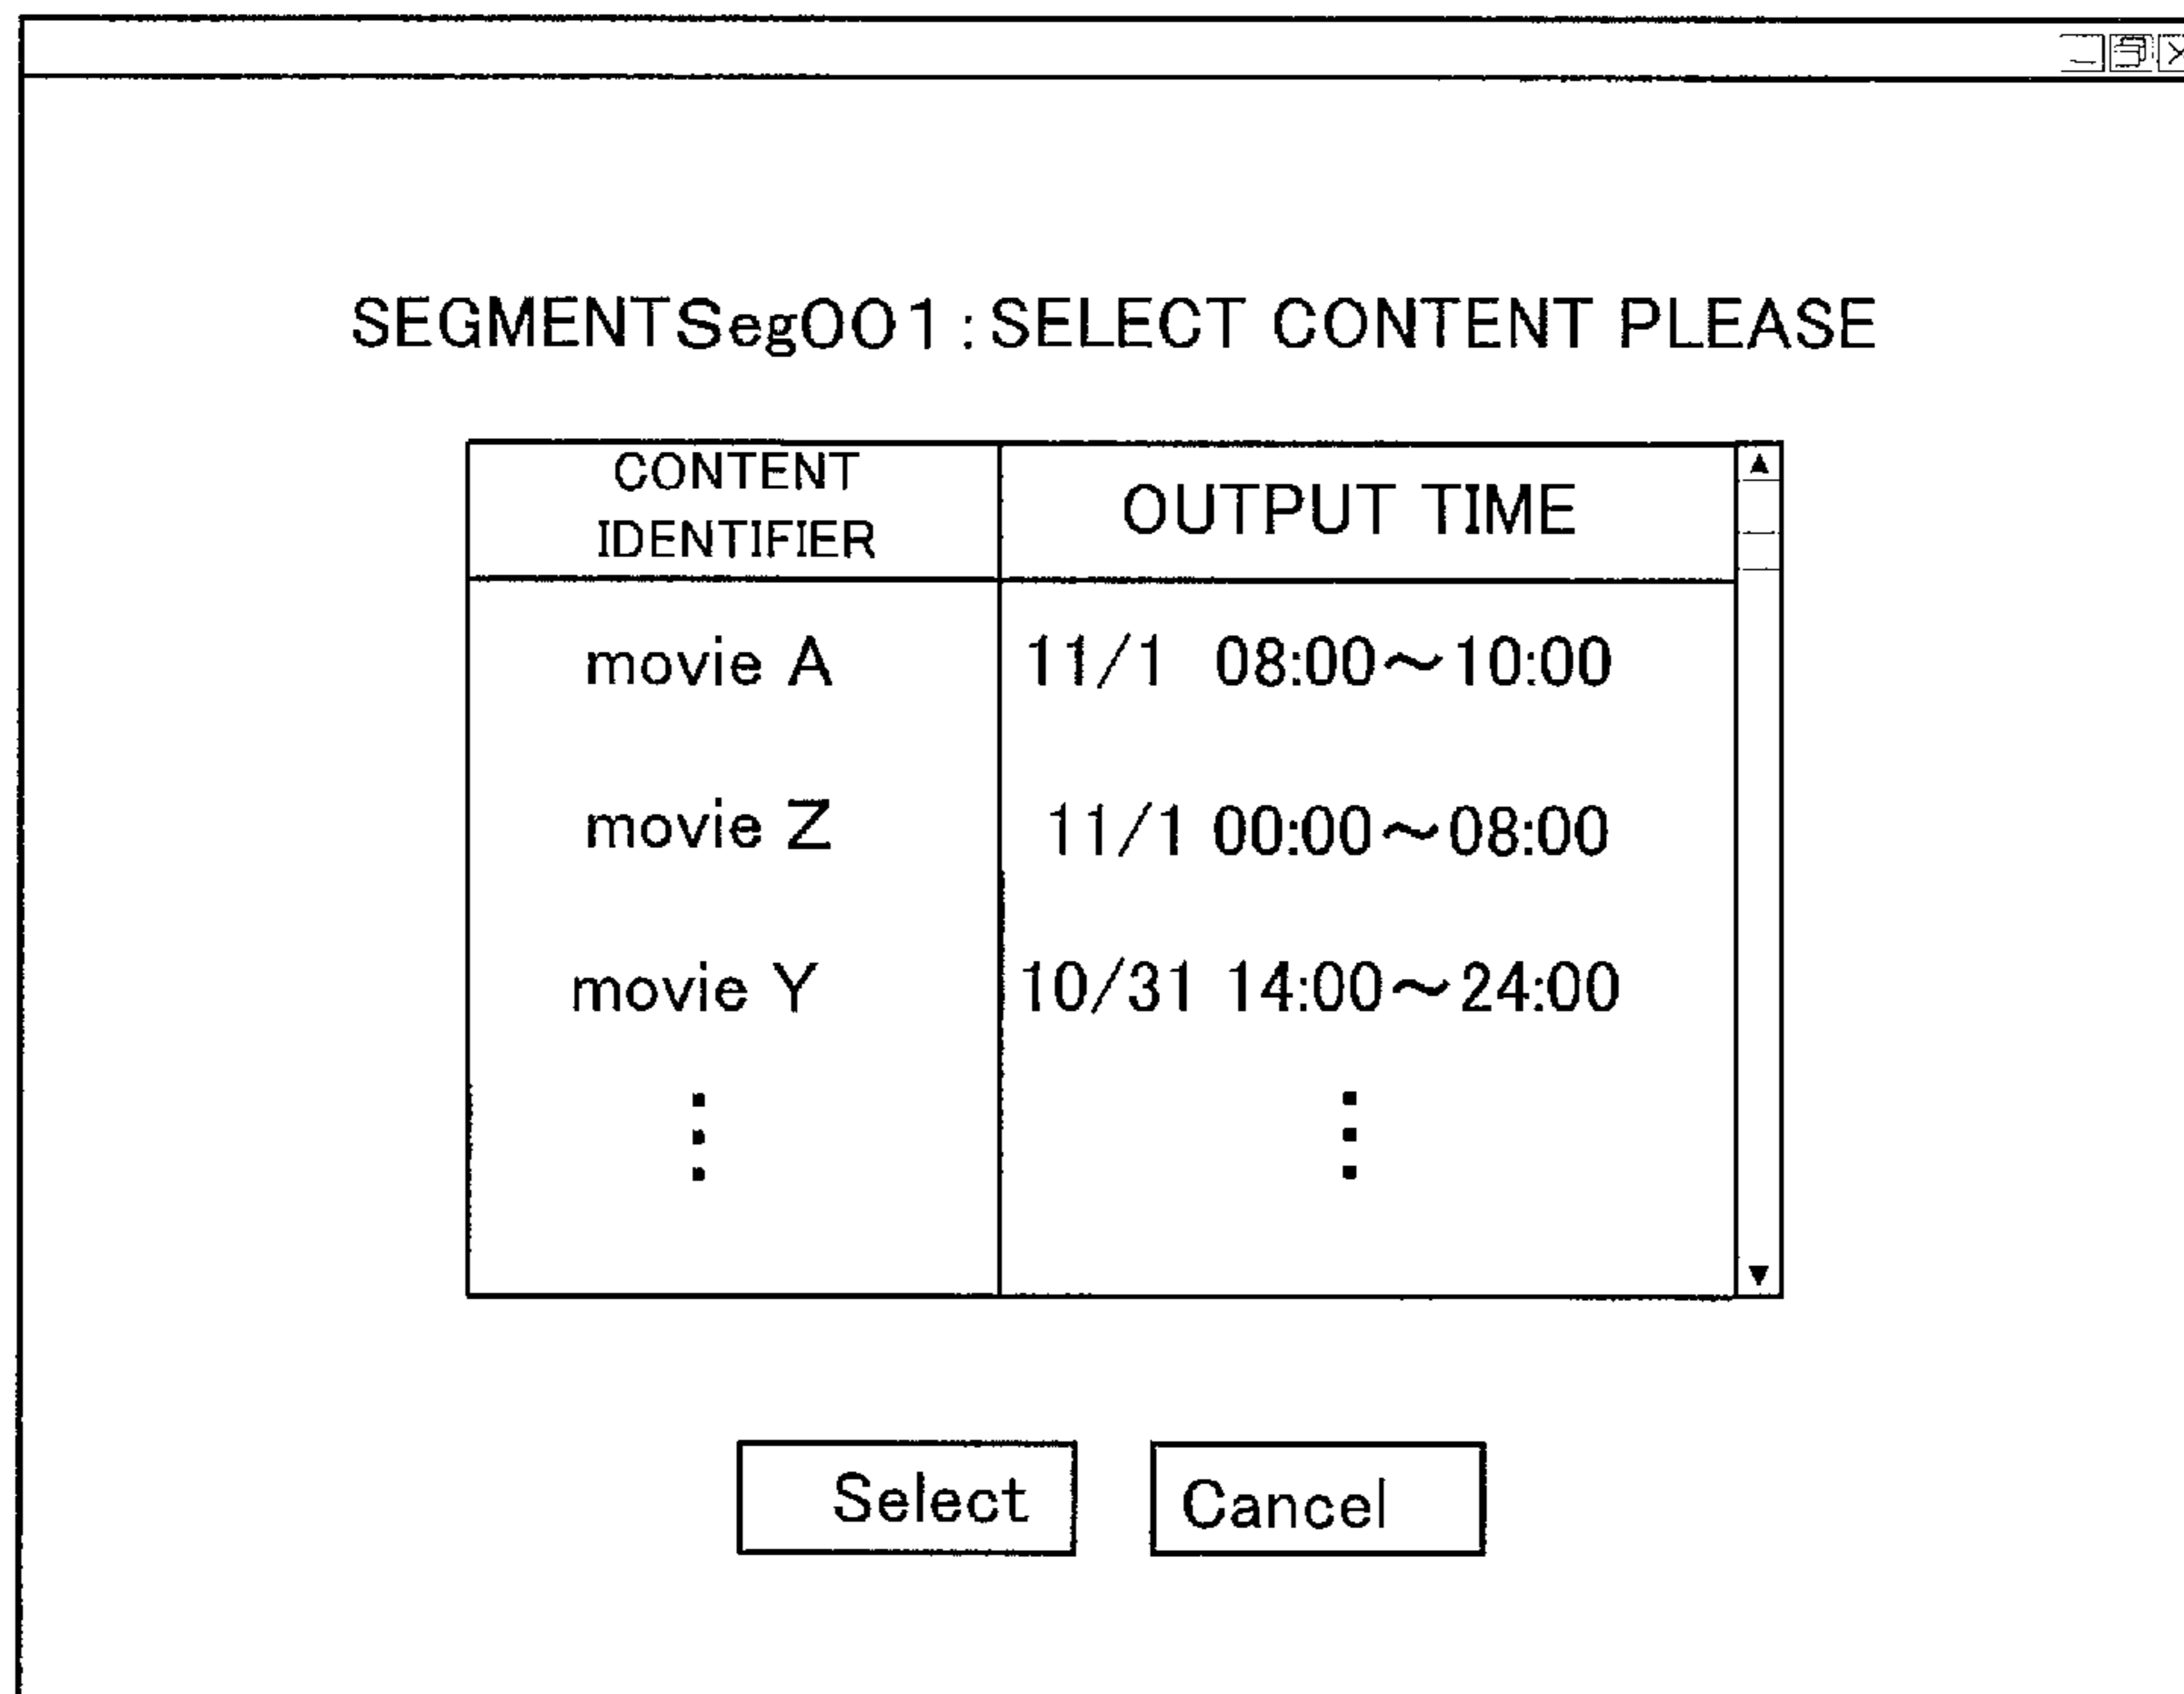 SEGMENTSeg001:SELECT CONTENT PLEASE
CONTENT
IDENTIFIER
OUTPUT TIME
movie A 11/1 08:00～10:00
movie Z 11/1 00:00～08:00
movie Y 10/31 14:00～24:00
Select Cancel